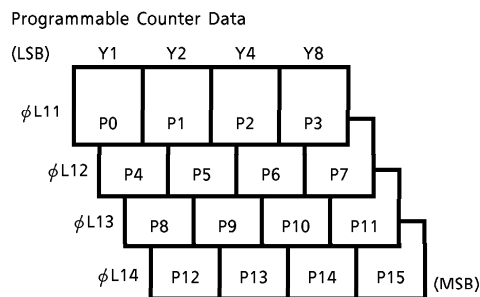 Programmable Counter Data
(LSB) Y1 Y2 Y4 Y8
ϕL11 P0 P1 P2 P3
ϕL12 P4 P5 P6 P7
ϕL13 P8 P9 P10 P11
ϕL14 P12 P13 P14 P15 (MSB)